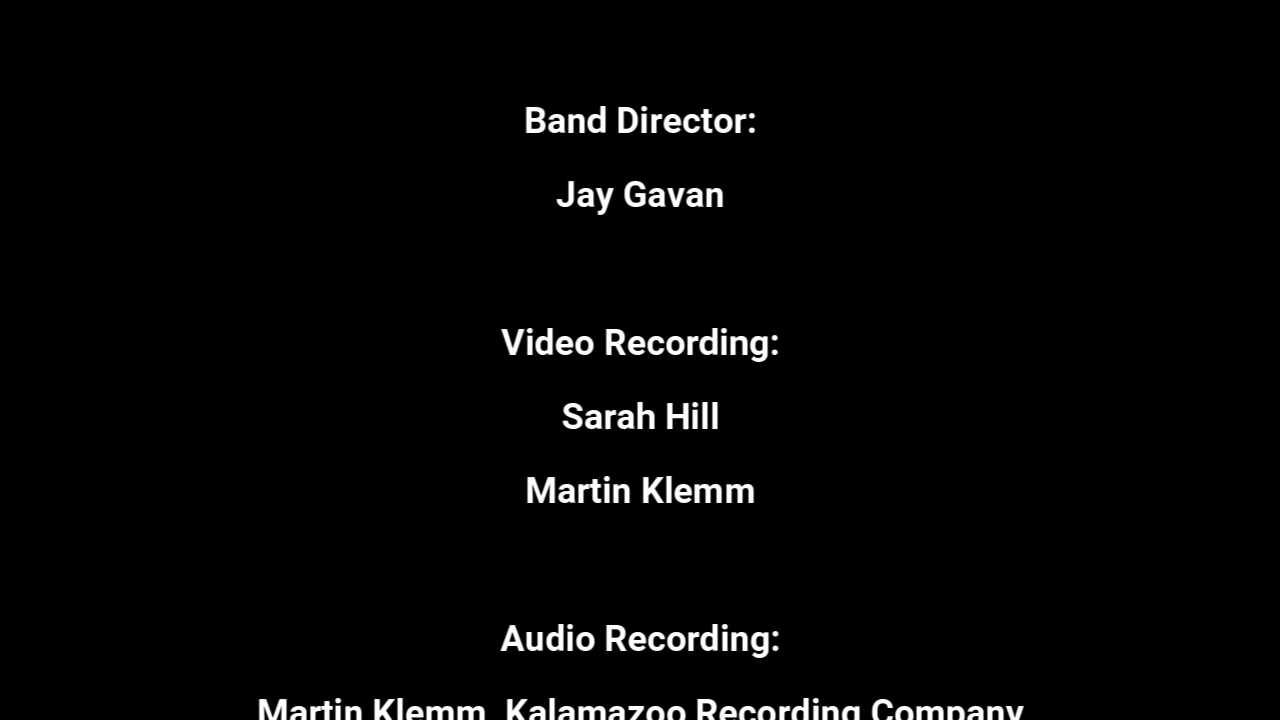 Band Director:
Jay Gavan
Video Recording:
Sarah Hill
Martin Klemm
Audio Recording:
Martin Klemm, Kalamazoo Recording Company